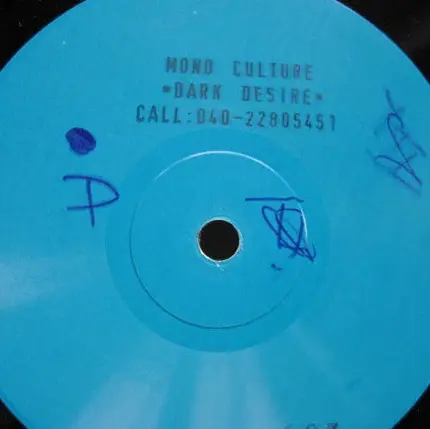 MONO CULTURE
*DARK DESIRE*
CALL:040-22805451
A